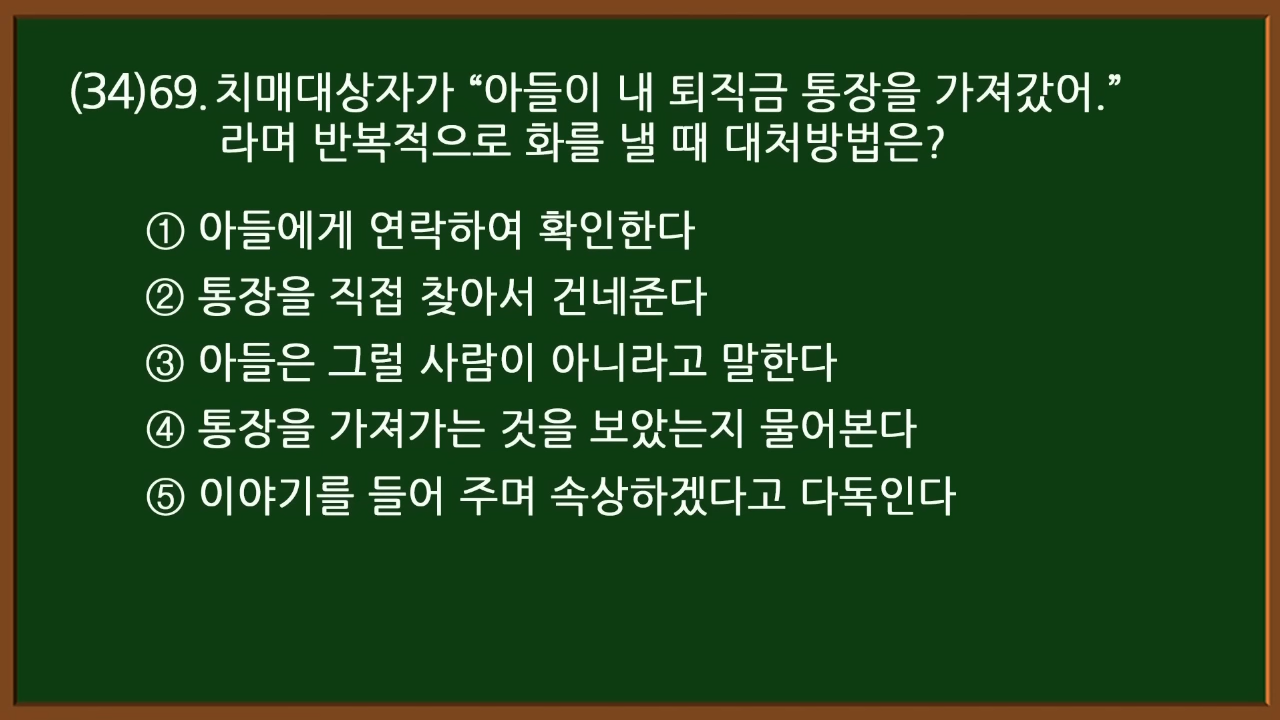 (34)69. 치매대상자가 “아들이 내 퇴직금 통장을 가져갔어.”
라며 반복적으로 화를 낼 때 대처방법은?
① 아들에게 연락하여 확인한다
② 통장을 직접 찾아서 건네준다
③ 아들은 그럴 사람이 아니라고 말한다
④ 통장을 가져가는 것을 보았는지 물어본다
⑤ 이야기를 들어 주며 속상하겠다고 다독인다